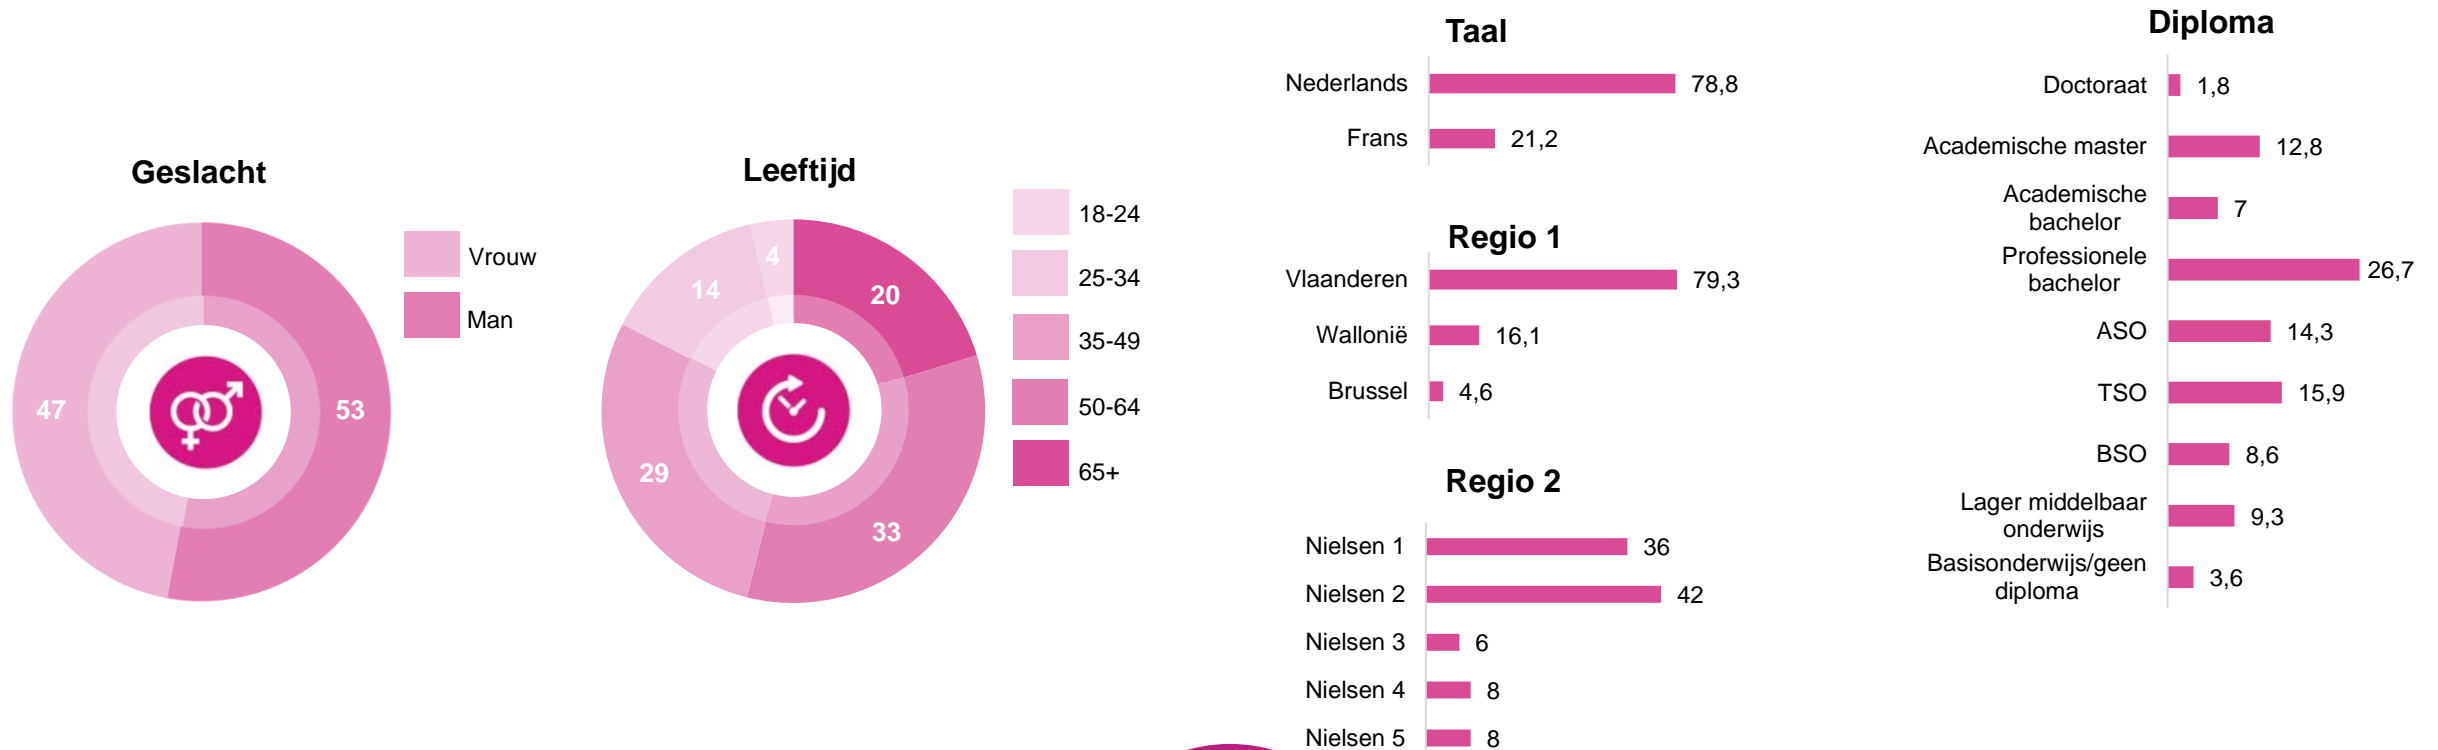 Geslacht
47
53
Vrouw
Man
Leeftijd
4
14
20
29
33
18-24
25-34
35-49
50-64
65+
Taal
Nederlands 78,8
Frans 21,2
Regio 1
Vlaanderen 79,3
Wallonië 16,1
Brussel 4,6
Regio 2
Nielsen 1 36
Nielsen 2 42
Nielsen 3 6
Nielsen 4 8
Nielsen 5 8
Diploma
Doctoraat 1,8
Academische master 12,8
Academische
bachelor 7
Professionele
bachelor 26,7
ASO 14,3
TSO 15,9
BSO 8,6
Lager middelbaar
onderwijs 9,3
Basisonderwijs/geen
diploma 3,6